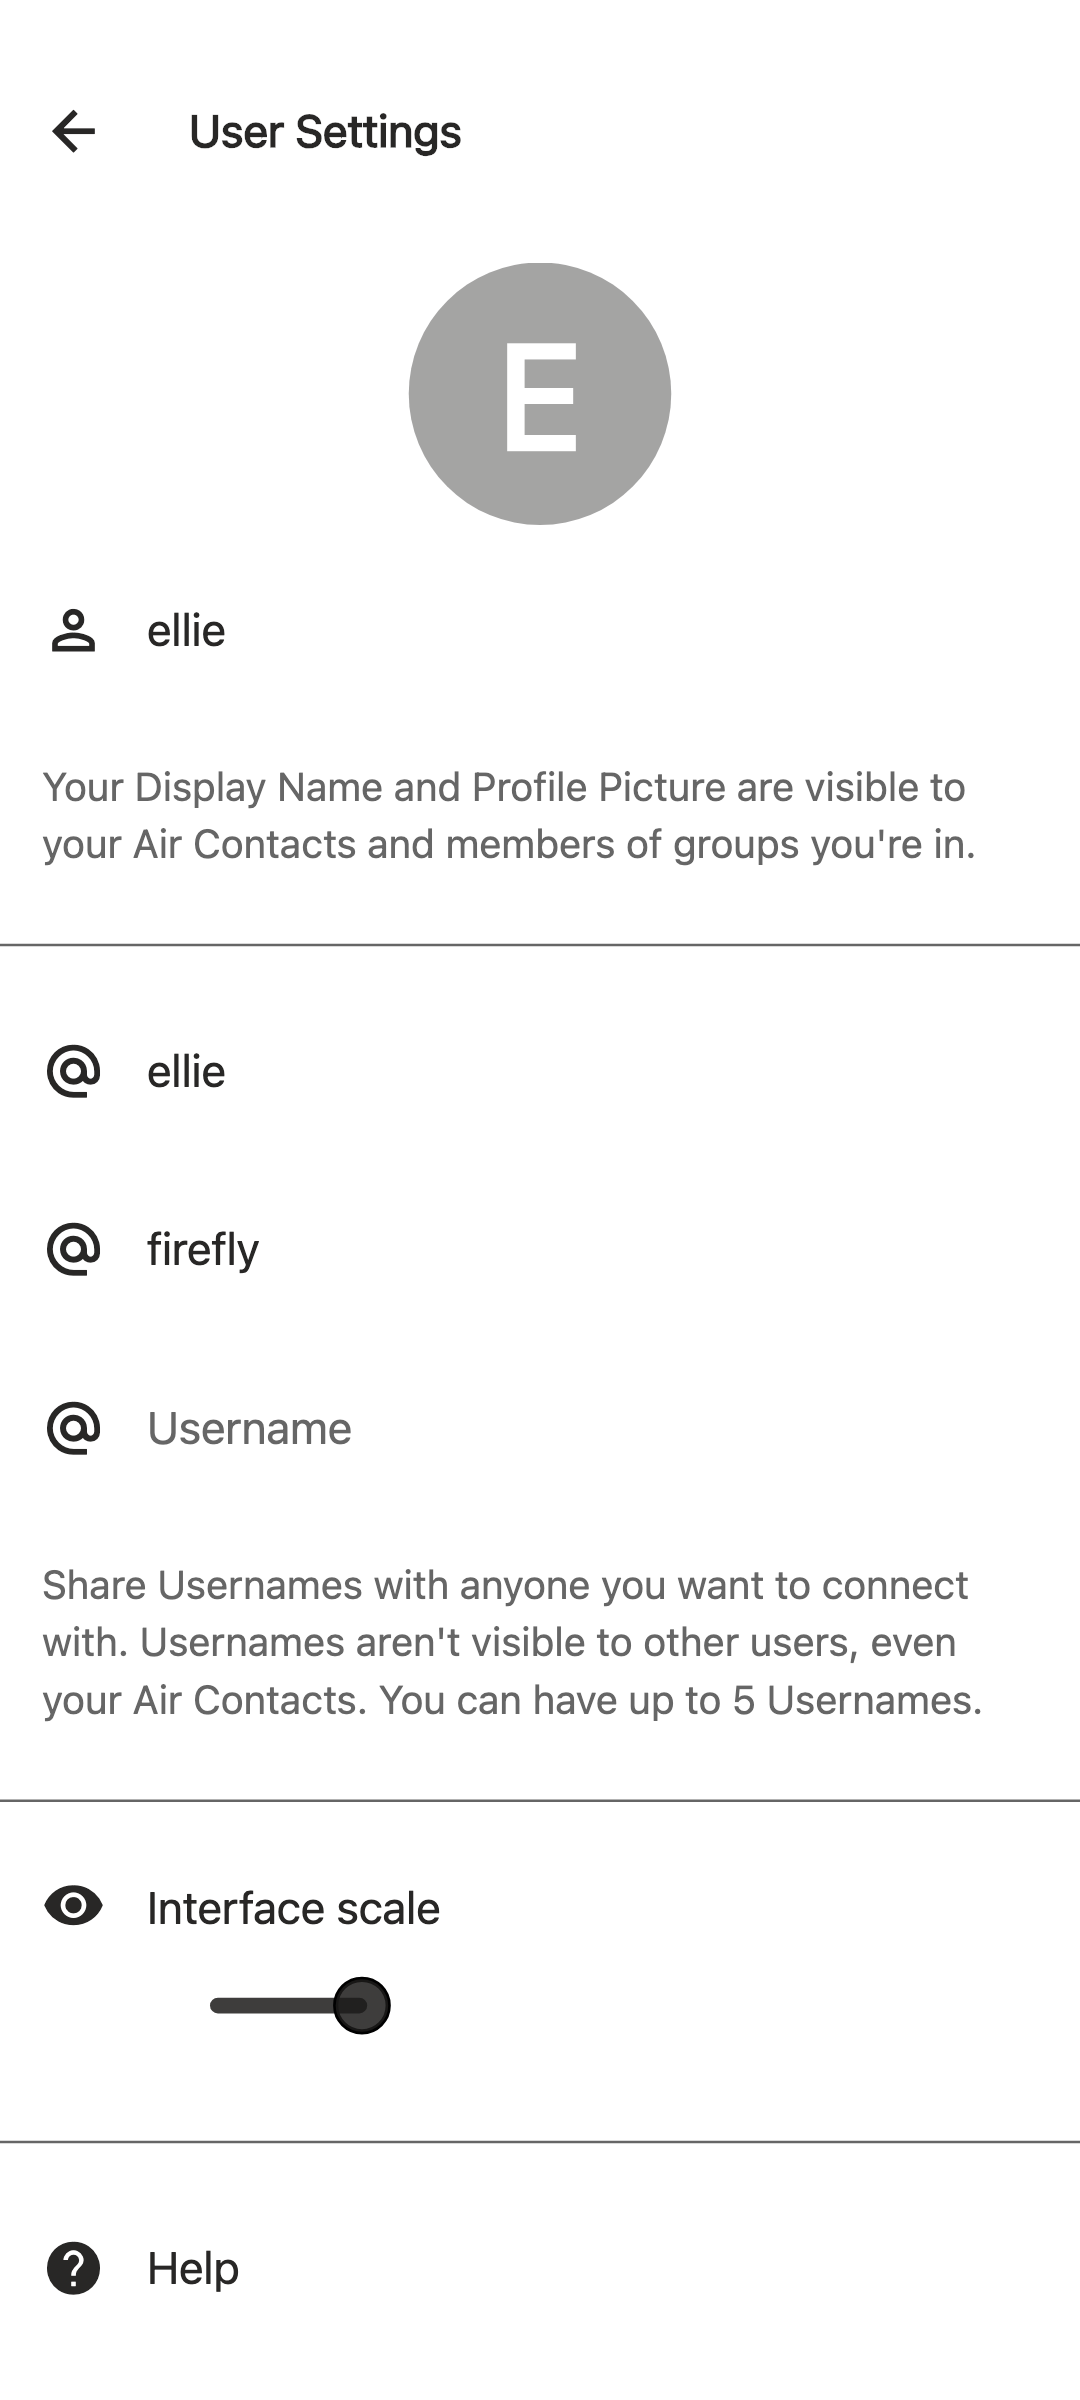 User Settings
E
ellie
Your Display Name and Profile Picture are visible to
your Air Contacts and members of groups you're in.
@ ellie
@ firefly
@ Username
Share Usernames with anyone you want to connect
with. Usernames aren't visible to other users, even
your Air Contacts. You can have up to 5 Usernames.
Interface scale
? Help